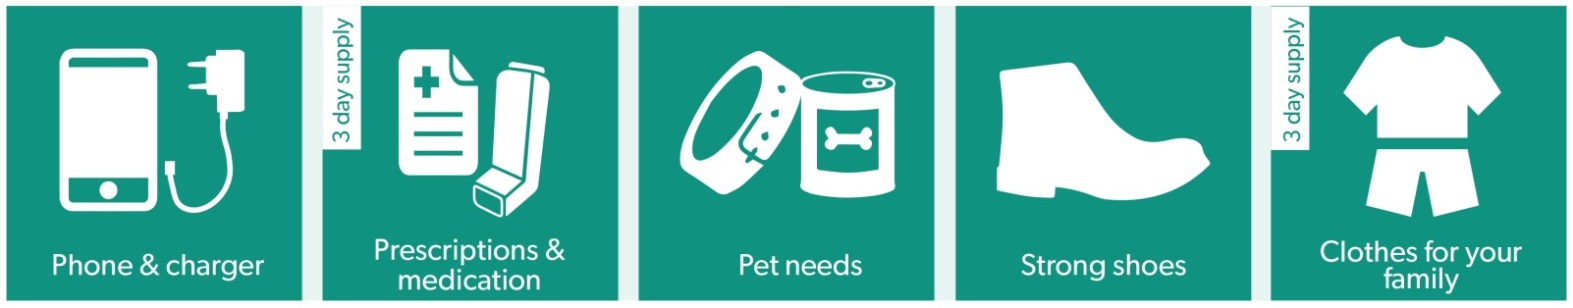 Phone & charger
3 day supply
Prescriptions &
medication
Pet needs
Strong shoes
3 day supply
Clothes for your
family